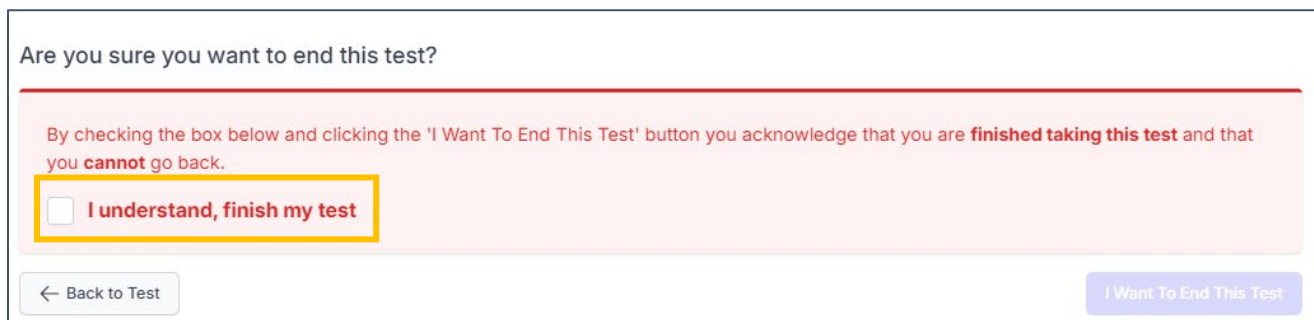 Are you sure you want to end this test?
By checking the box below and clicking the 'I Want To End This Test' button you acknowledge that you are finished taking this test and that
you cannot go back.
I understand, finish my test
← Back to Test
I Want To End This Test